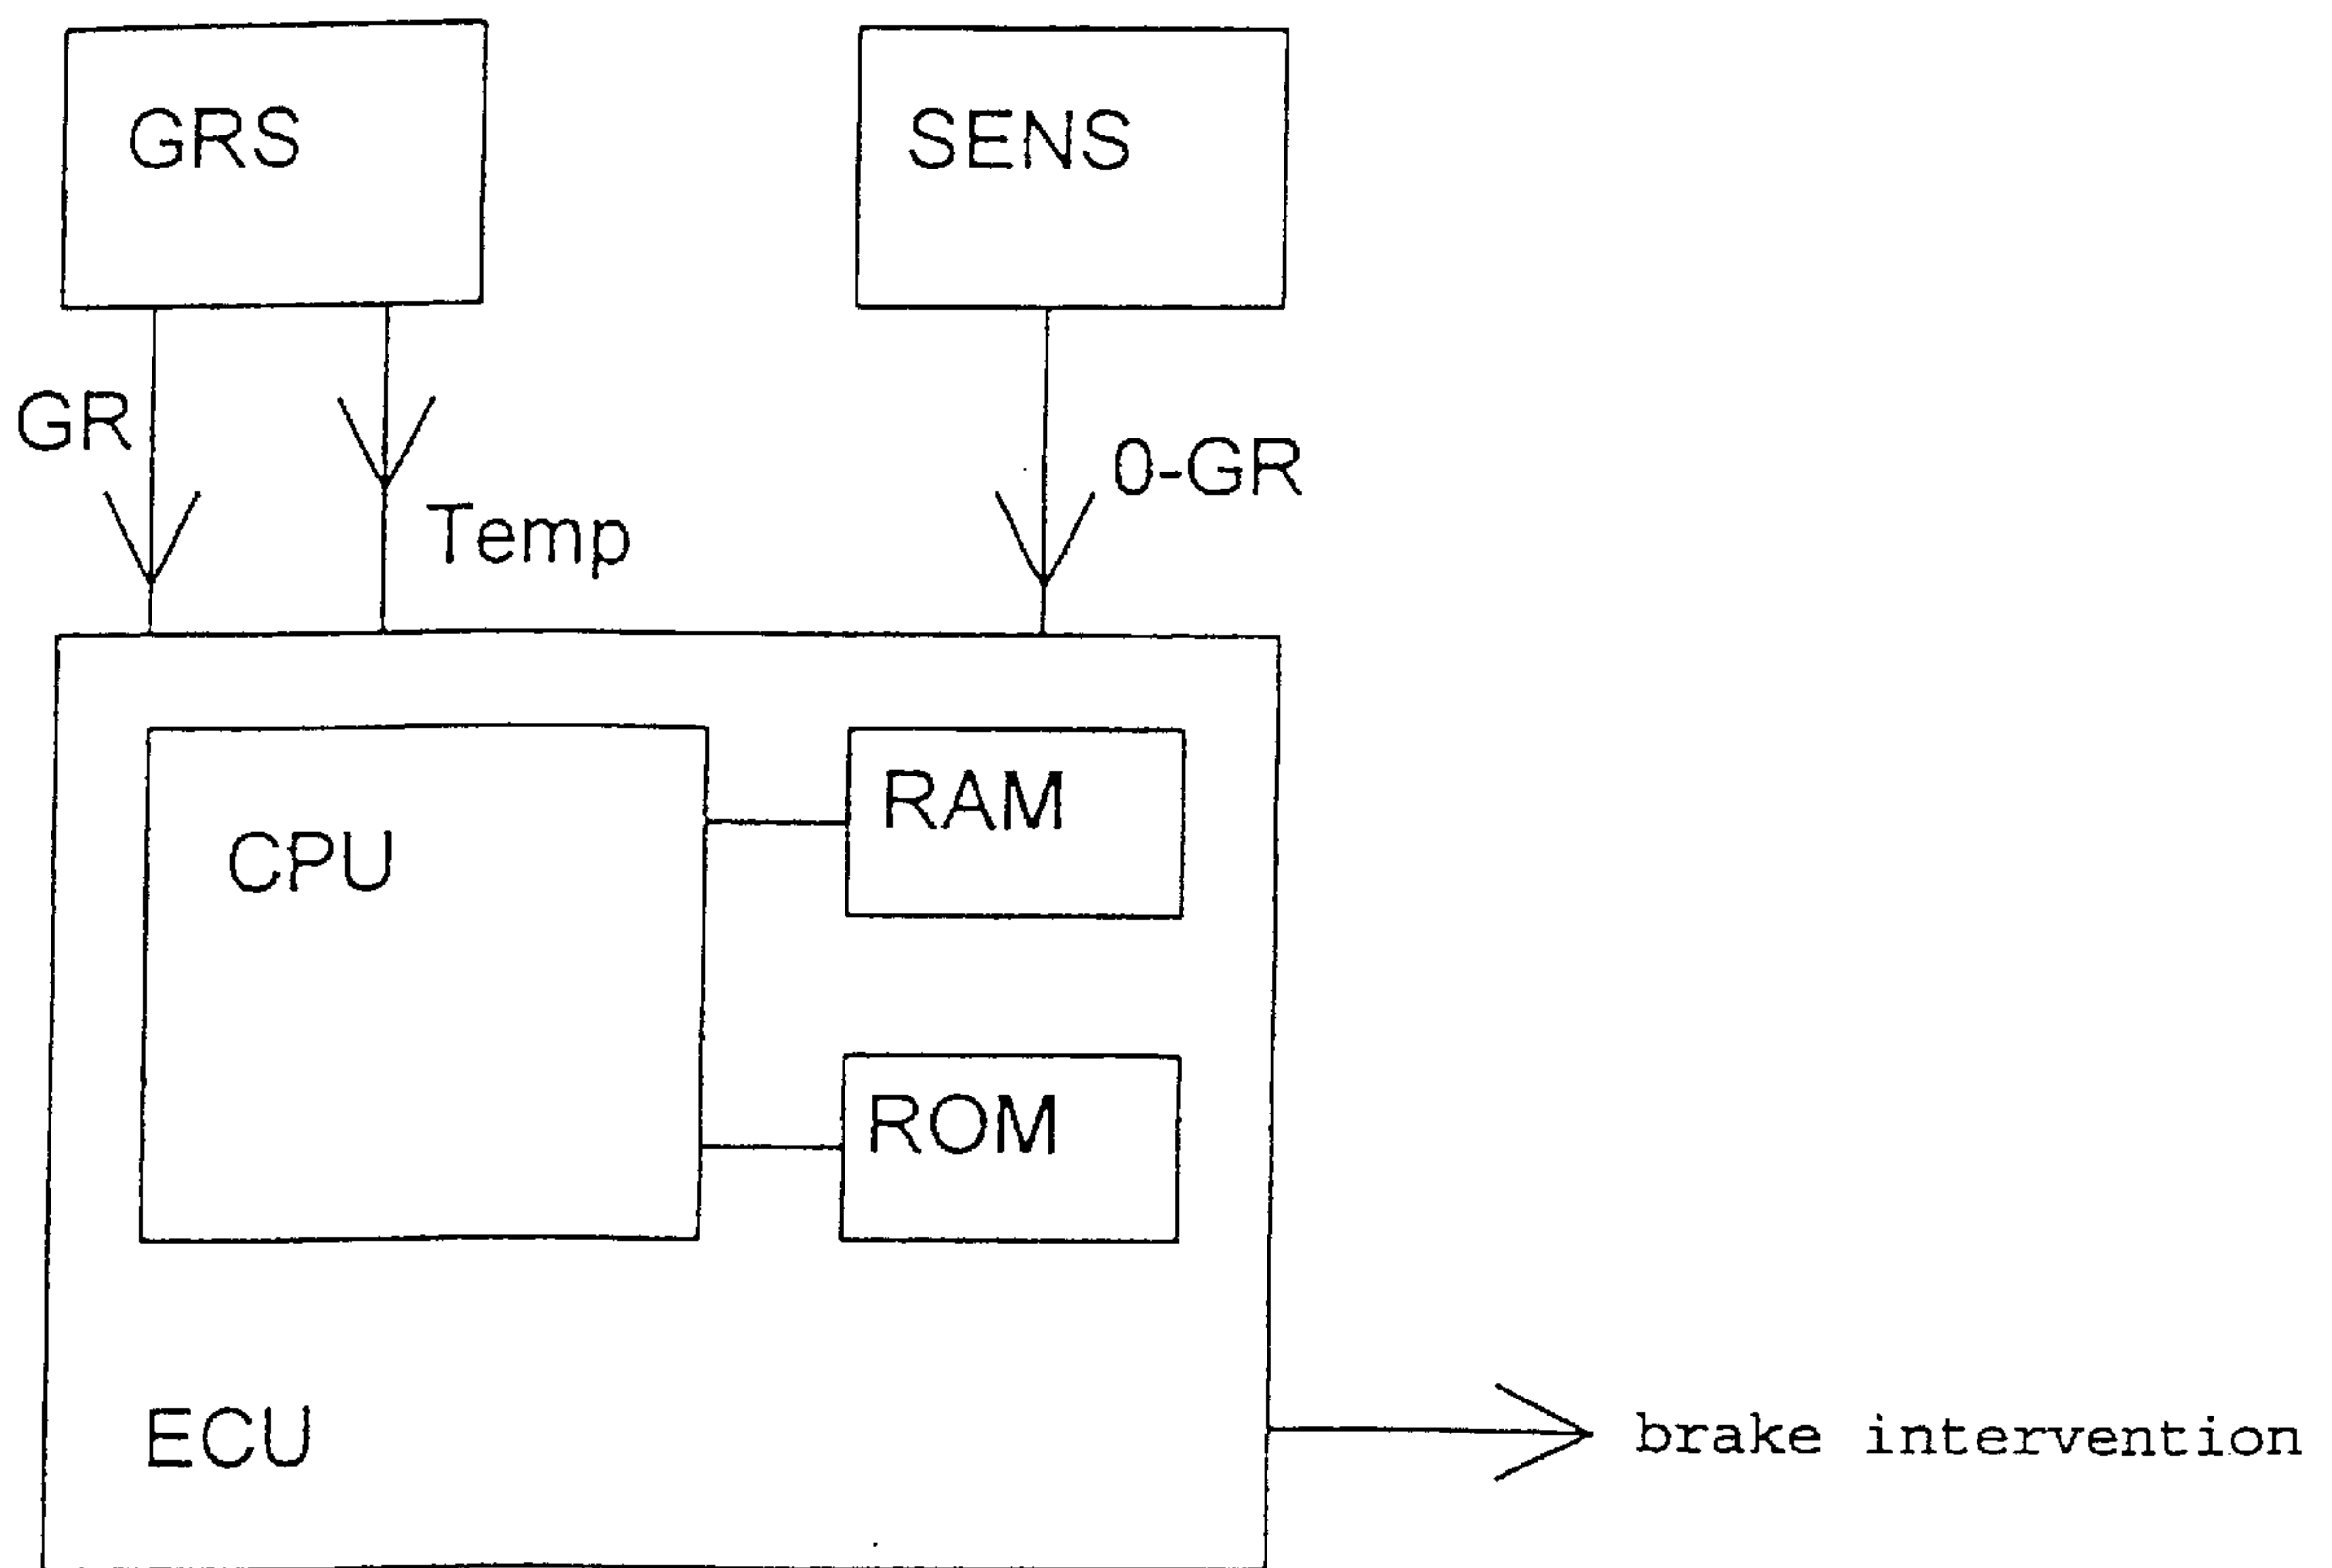 GRS
SENS
GR
0-GR
Temp
RAM
CPU
ROM
ECU
brake intervention